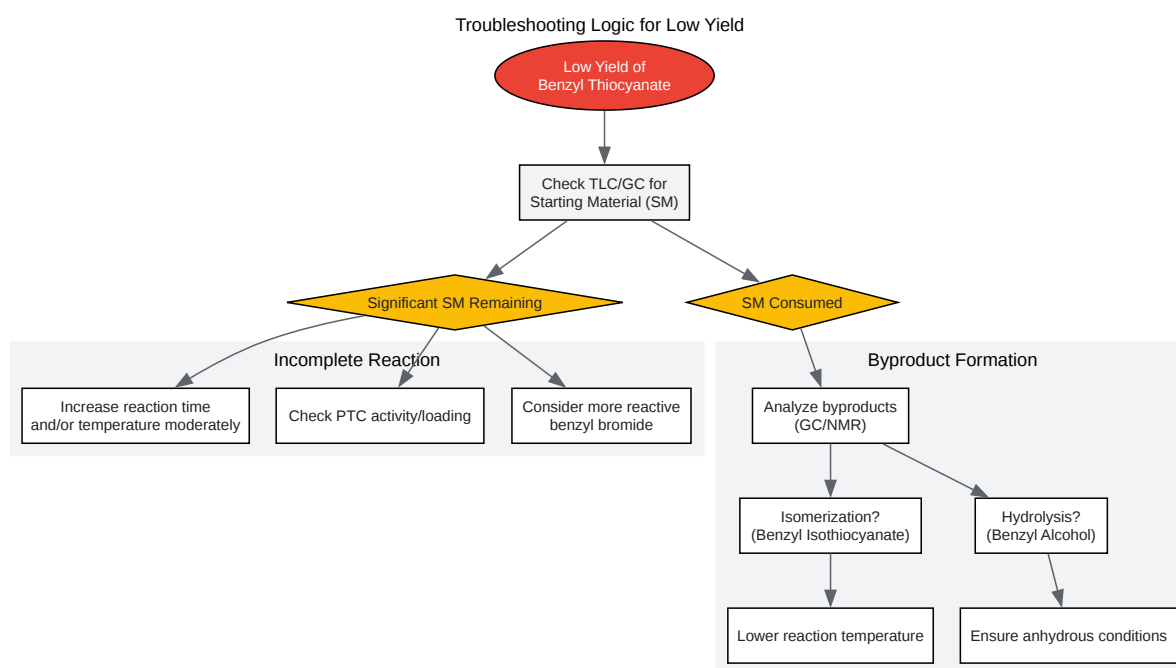 Troubleshooting Logic for Low Yield
Low Yield of
Benzyl Thiocyanate
Check TLC/GC for
Starting Material (SM)
Significant SM Remaining
SM Consumed
Incomplete Reaction
Byproduct Formation
Increase reaction time
and/or temperature moderately
Check PTC activity/loading
Consider more reactive
benzyl bromide
Analyze byproducts
(GC/NMR)
Isomerization?
(Benzyl Isothiocyanate)
Hydrolysis?
(Benzyl Alcohol)
Lower reaction temperature
Ensure anhydrous conditions